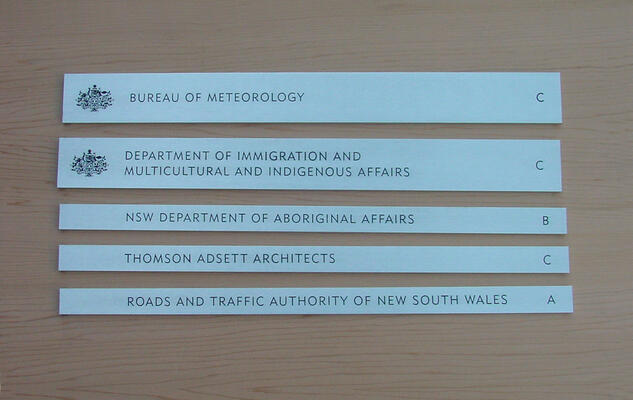 BUREAU OF METEOROLOGY C
DEPARTMENT OF IMMIGRATION AND
MULTICULTURAL AND INDIGENOUS AFFAIRS C
NSW DEPARTMENT OF ABORIGINAL AFFAIRS B
THOMSON ADSETT ARCHITECTS C
ROADS AND TRAFFIC AUTHORITY OF NEW SOUTH WALES A